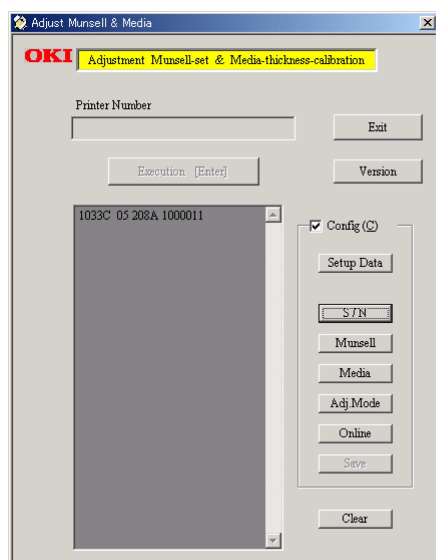 Adjust Munsell & Media
OKI
Adjustment Munsell-set & Media-thickness-calibration
Printer Number
Exit
Execution [Enter]
Version
1033C 05 208A 1000011
Config (C)
Setup Data
S / N
Munsell
Media
Adj.Mode
Online
Save
Clear